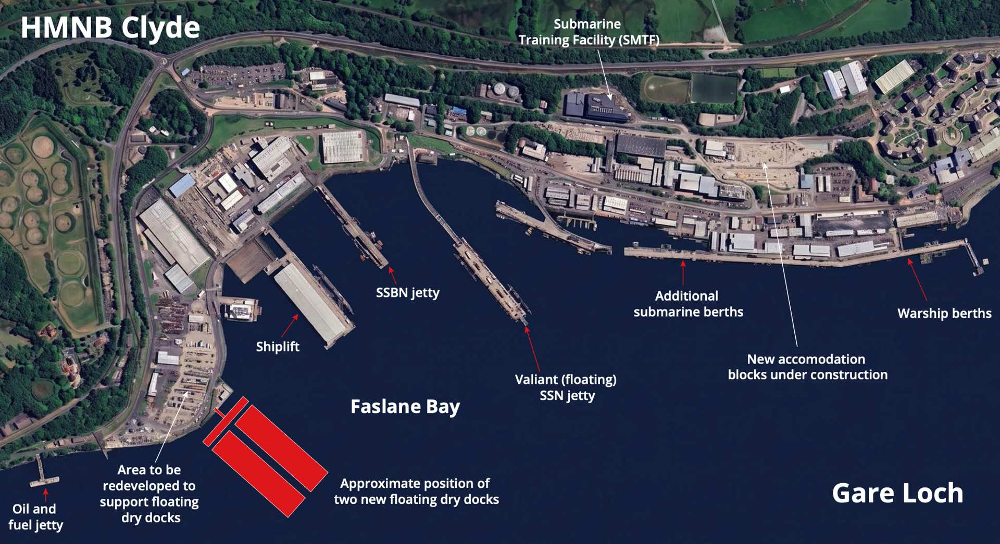 HMNB Clyde
Submarine
Training Facility (SMTF)
SSBN jetty
Additional
submarine berths
Warship berths
Shiplift
New accomodation
blocks under construction
Valiant (floating)
SSN jetty
Faslane Bay
Area to be
redeveloped to
support floating
dry docks
Approximate position of
two new floating dry docks
Gare Loch
Oil and
fuel jetty